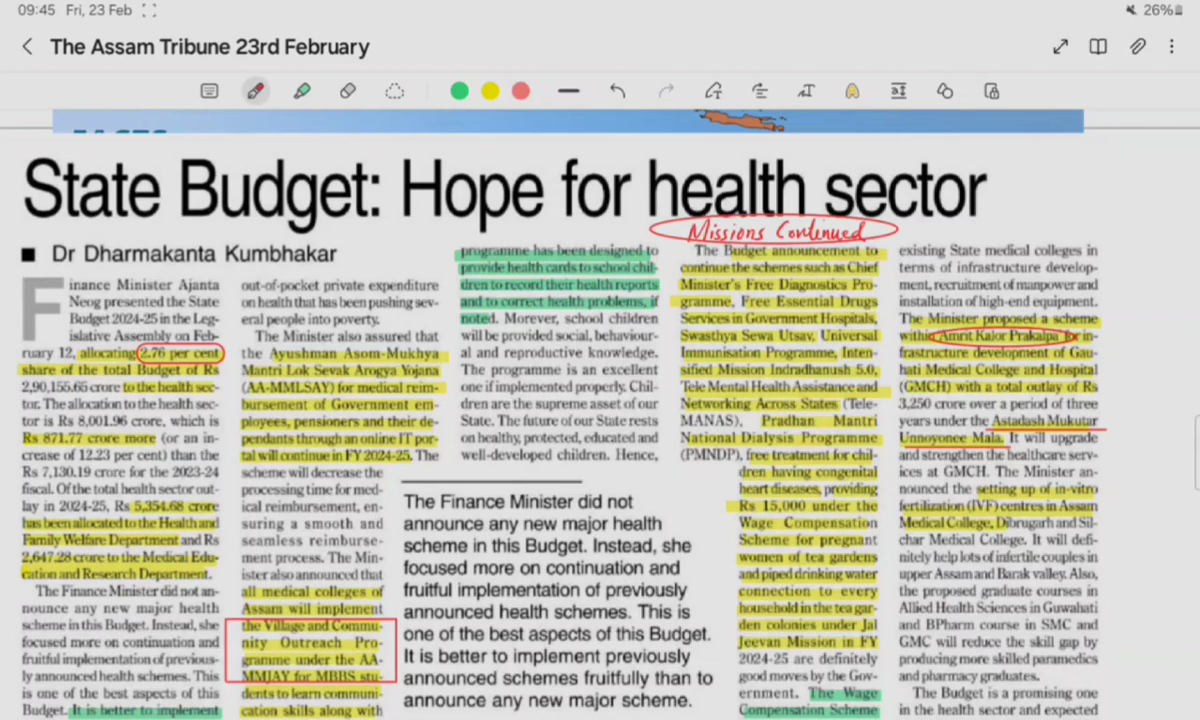 09:45 Fri, 23 Feb
26%
The Assam Tribune 23rd February
State Budget: Hope for health sector
Missions Continued
Dr Dharmakanta Kumbhakar
Finance Minister Ajanta
Neog presented the State
Budget 2024-25 in the Leg-
islative Assembly on Feb-
ruary 12, allocating 2.76 per cent
share of the total Budget of Rs
2,90,155.65 crore to the health sec-
tor. The allocation to the health sec-
tor is Rs 8,001.96 crore, which is
Rs 871.77 crore more (or an in-
crease of 12.23 per cent) than the
Rs 7,130.19 crore for the 2023-24
fiscal. Of the total health sector out-
lay in 2024-25, Rs 5,354.68 crore
has been allocated to the Health and
Family Welfare Department and Rs
2,647.28 crore to the Medical Edu-
cation and Research Department.
The Finance Minister did not an-
nounce any new major health
scheme in this Budget. Instead, she
focused more on continuation and
fruitful implementation of previous-
ly announced health schemes. This
is one of the best aspects of this
Budget. It is better to implement
out-of-pocket private expenditure
on health that has been pushing sev-
eral people into poverty.
The Minister also assured that
the Ayushman Asom-Mukhya
Mantri Lok Sevak Arogya Yojana
(AA-MMLSAY) for medical reim-
bursement of Government em-
ployees, pensioners and their de-
pendants through an online IT por-
tal will continue in FY 2024-25. The
scheme will decrease the
processing time for med-
ical reimbursement, en-
suring a smooth and
seamless reimburse-
ment process. The Min-
ister also announced that
all medical colleges of
Assam will implement
the Village and Commu-
nity Outreach Pro-
gramme under the AA-
MMJAY for MBBS stu-
dents to learn communi-
cation skills along with
programme has been designed to
provide health cards to school chil-
dren to record their health reports
and to correct health problems, if
noted. Morever, school children
will be provided social, behaviour-
al and reproductive knowledge.
The programme is an excellent
one if implemented properly. Chil-
dren are the supreme asset of our
State. The future of our State rests
on healthy, protected, educated and
well-developed children. Hence,
The Finance Minister did not
announce any new major health
scheme in this Budget. Instead, she
focused more on continuation and
fruitful implementation of previously
announced health schemes. This is
one of the best aspects of this Budget.
It is better to implement previously
announced schemes fruitfully than to
announce any new major scheme.
The Budget announcement to
continue the schemes such as Chief
Minister's Free Diagnostics Pro-
gramme, Free Essential Drugs
Services in Government Hospitals,
Swasthya Sewa Utsav, Universal
Immunisation Programme, Inten-
sified Mission Indradhanush 5.0,
Tele Mental Health Assistance and
Networking Across States (Tele-
MANAS), Pradhan Mantri
National Dialysis Programme
(PMNDP), free treatment for chil-
dren having congenital
heart diseases, providing
Rs 15,000 under the
Wage Compensation
Scheme for pregnant
women of tea gardens
and piped drinking water
connection to every
household in the tea gar-
den colonies under Jal
Jeevan Mission in FY
2024-25 are definitely
good moves by the Gov-
ernment. The Wage
Compensation Scheme
existing State medical colleges in
terms of infrastructure develop-
ment, recruitment of manpower and
installation of high-end equipment.
The Minister proposed a scheme
within Amrit Kalor Prakalpa for in-
frastructure development of Gau-
hati Medical College and Hospital
(GMCH) with a total outlay of Rs
3,250 crore over a period of three
years under the Astadash Mukutar
Unnoyonee Mala. It will upgrade
and strengthen the healthcare serv-
ices at GMCH. The Minister an-
nounced the setting up of in-vitro
fertilization (IVF) centres in Assam
Medical College, Dibrugarh and Sil-
char Medical College. It will defi-
nitely help lots of infertile couples in
upper Assam and Barak valley. Also,
the proposed graduate courses in
Allied Health Sciences in Guwahati
and BPharm course in SMC and
GMC will reduce the skill gap by
producing more skilled paramedics
and pharmacy graduates.
The Budget is a promising one
in the health sector and expected